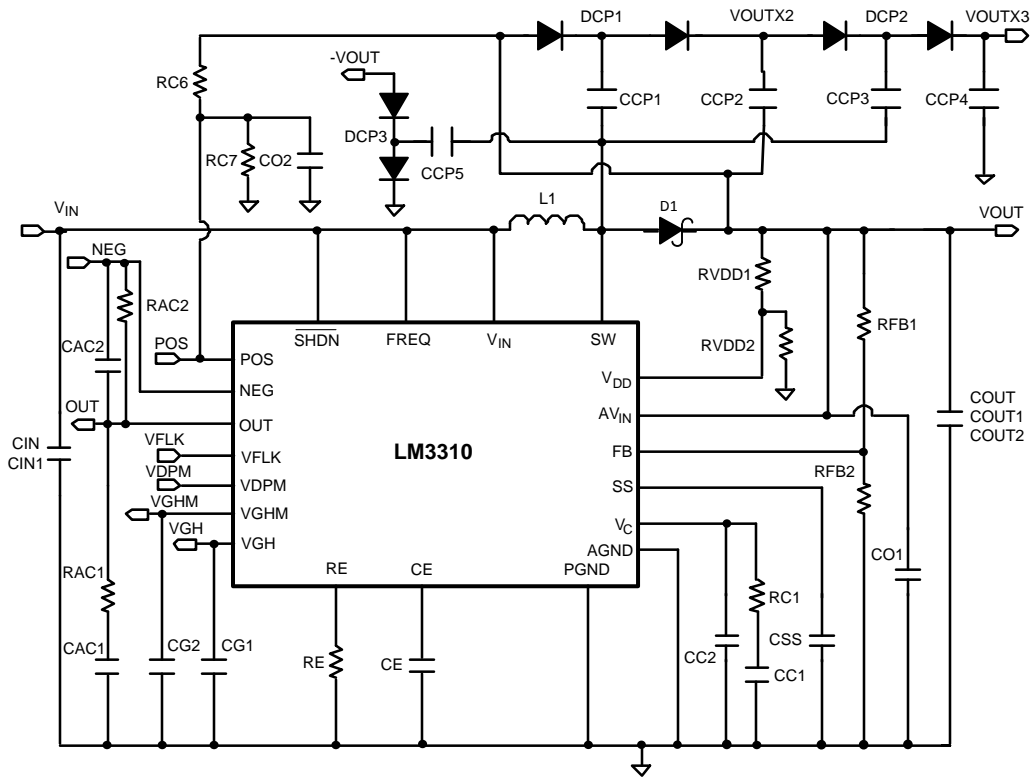 DCP1
VOUTX2
DCP2
VOUTX3
-VOUT
RC6
CCP1
CCP2
CCP3
CCP4
DCP3
RC7
CO2
CCP5
VIN
L1
D1
VOUT
NEG
RVDD1
RAC2
RFB1
SHDN
FREQ
VIN
SW
RVDD2
CAC2
POS
POS
VDD
NEG
AVIN
COUT
COUT1
COUT2
OUT
OUT
CIN
CIN1
VFLK
VFLK
LM3310
FB
RFB2
VDPM
VDPM
SS
VGHM
VGHM
VC
VGH
VGH
AGND
RE
CE
PGND
CO1
RAC1
RC1
CAC1
CG2
CG1
RE
CE
CC2
CSS
CC1